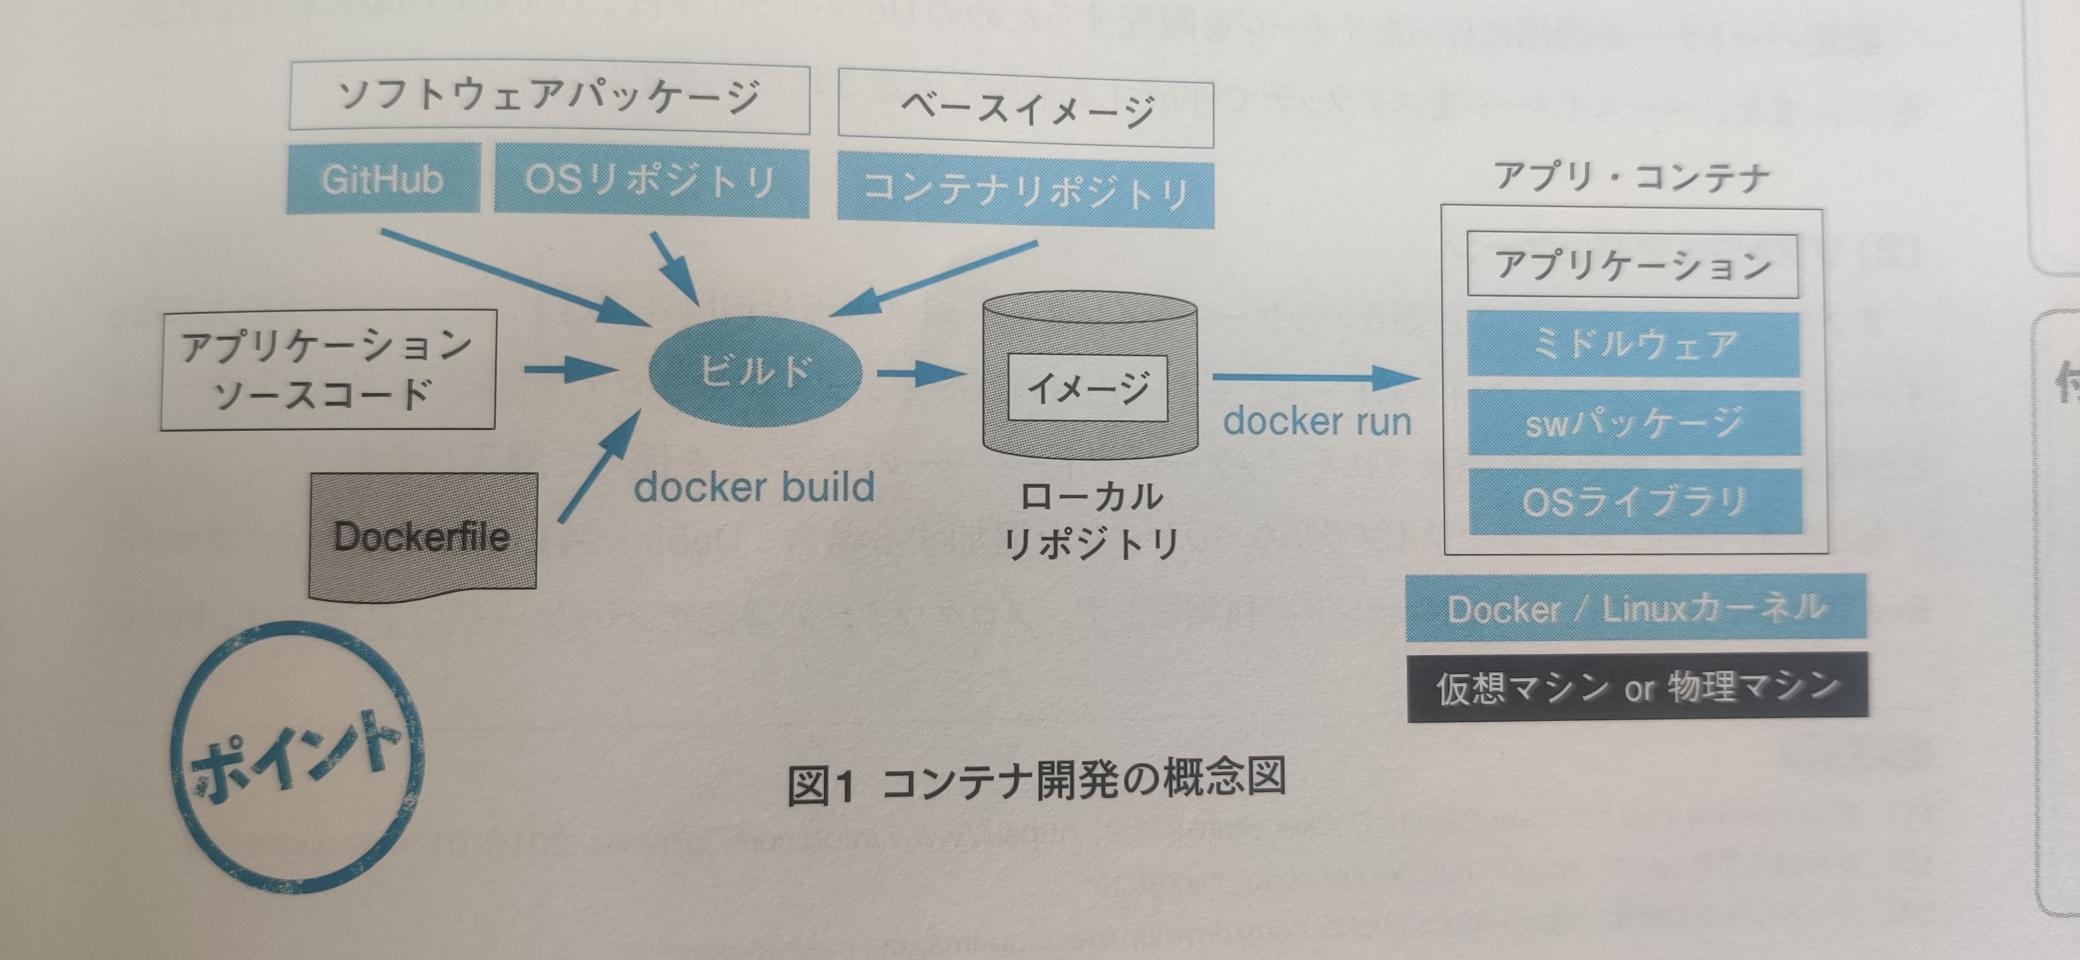 ソフトウェアパッケージ
ベースイメージ
GitHub
OSリポジトリ
コンテナリポジトリ
アプリケーション
ソースコード
Dockerfile
ビルド
docker build
イメージ
ローカル
リポジトリ
docker run
アプリ・コンテナ
アプリケーション
ミドルウェア
swパッケージ
OSライブラリ
Docker / Linuxカーネル
仮想マシン or 物理マシン
ポイント
図1 コンテナ開発の概念図